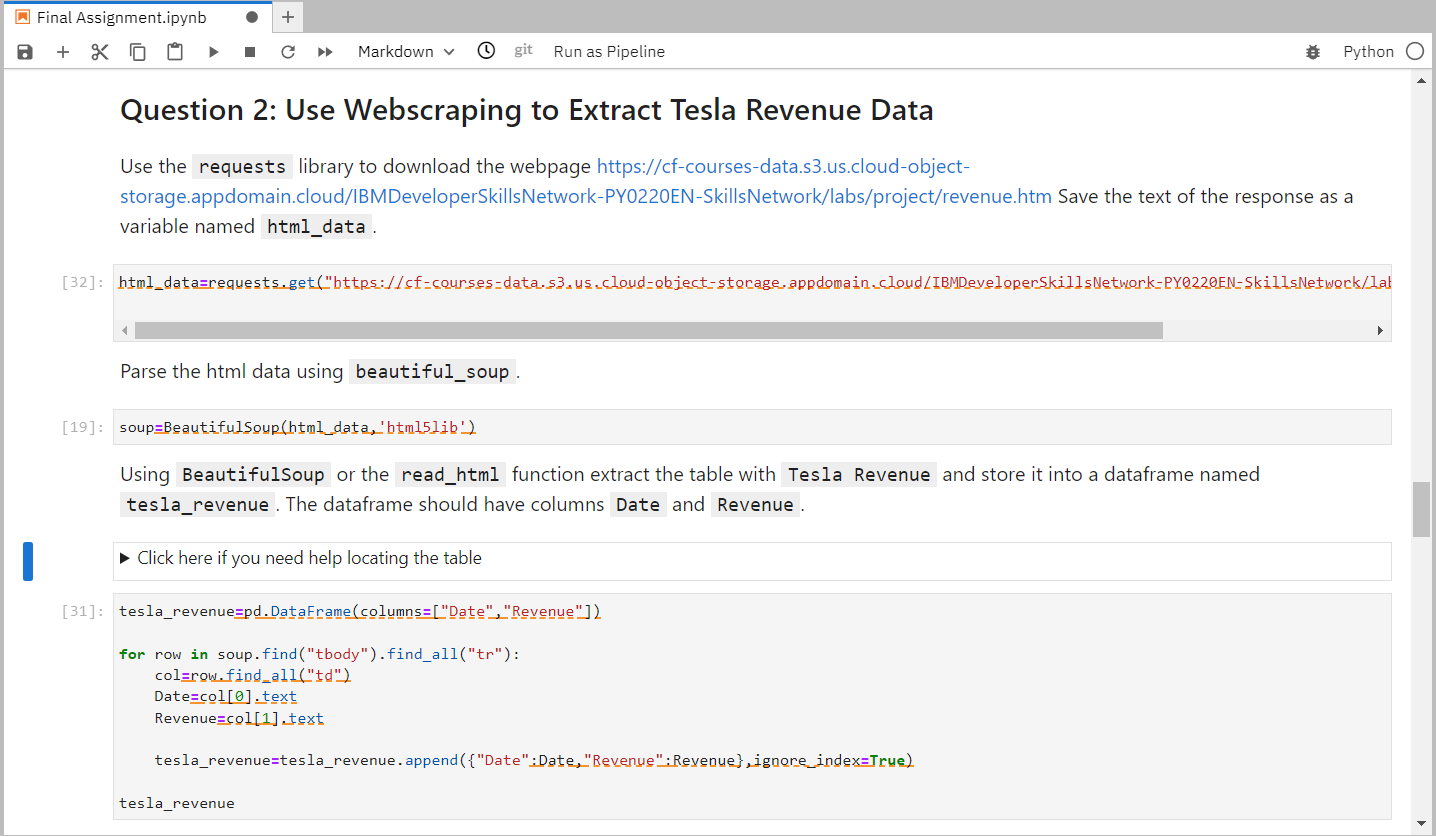 Final Assignment.ipynb
Markdown
git
Run as Pipeline
Python
Question 2: Use Webscraping to Extract Tesla Revenue Data
Use the requests library to download the webpage https://cf-courses-data.s3.us.cloud-object-
storage.appdomain.cloud/IBMDeveloperSkillsNetwork-PY0220EN-SkillsNetwork/labs/project/revenue.htm Save the text of the response as a
variable named html_data.
[32]: html_data=requests.get("https://cf-courses-data.s3.us.cloud-object-storage.appdomain.cloud/IBMDeveloperSkillsNetwork-PY0220EN-SkillsNetwork/lab
Parse the html data using beautiful_soup.
[19]: soup=BeautifulSoup(html_data,'html5lib')
Using BeautifulSoup or the read_html function extract the table with Tesla Revenue and store it into a dataframe named
tesla_revenue. The dataframe should have columns Date and Revenue.
Click here if you need help locating the table
[31]: tesla_revenue=pd.DataFrame(columns=["Date","Revenue"])
for row in soup.find("tbody").find_all("tr"):
    col=row.find_all("td")
    Date=col[0].text
    Revenue=col[1].text
    tesla_revenue=tesla_revenue.append({"Date":Date,"Revenue":Revenue},ignore_index=True)
tesla_revenue